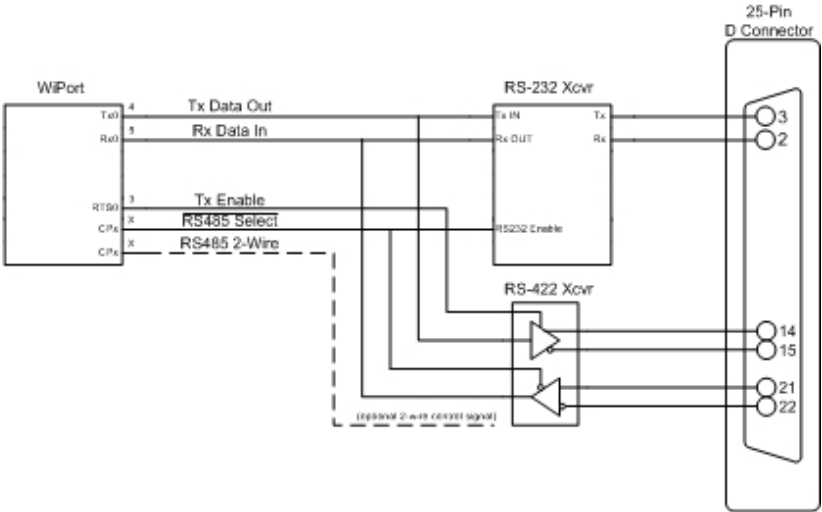 25-Pin
D Connector
WiPort
RS-232 Xcvr
4
Tx0
Tx Data Out
Tx IN
Tx
3
5
Rx0
Rx Data In
Rx OUT
Rx
2
3
RTS0
Tx Enable
X
CPx
RS485 Select
RS232 Enable
X
CPx
RS485 2-Wire
RS-422 Xcvr
14
15
21
22
(optional 2-wire control signal)